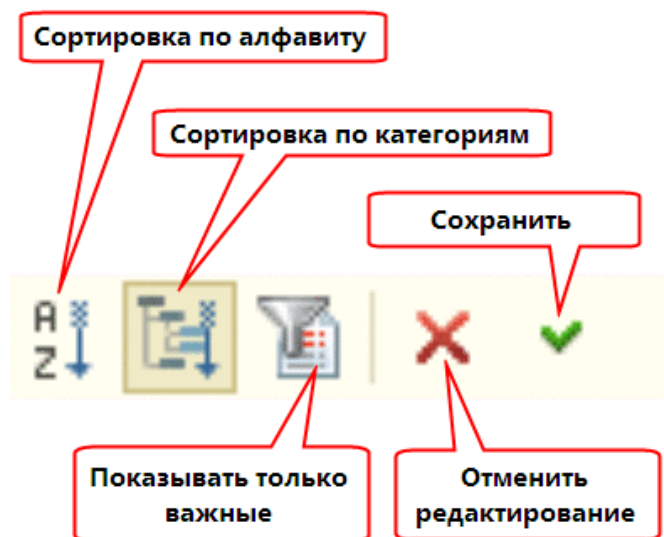 Сортировка по алфавиту
Сортировка по категориям
Сохранить
A
Z
Показывать только
важные
Отменить
редактирование